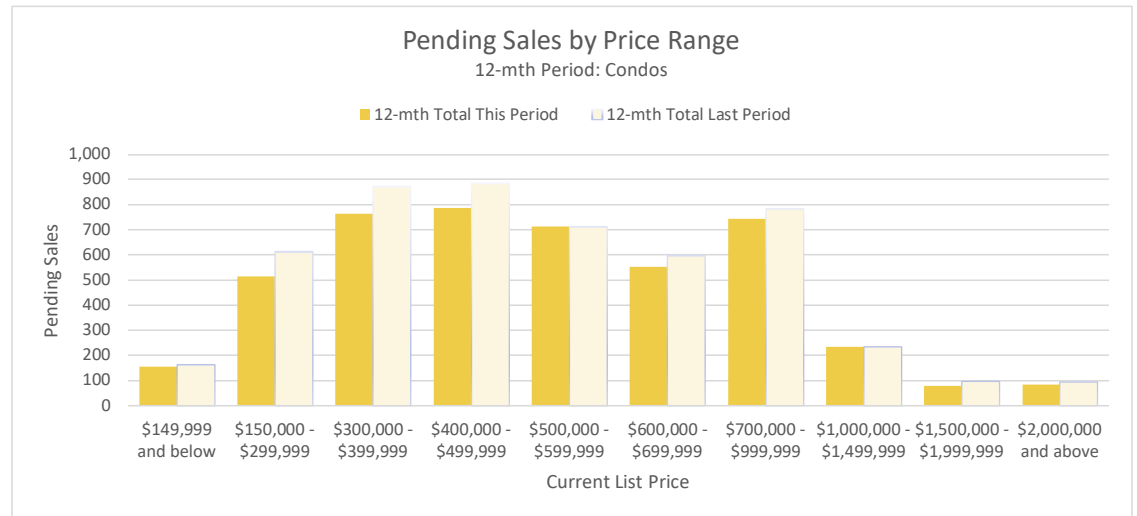 Pending Sales by Price Range
12-mth Period: Condos
12-mth Total This Period 12-mth Total Last Period
1,000
900
800
700
600
500
400
300
200
100
0
Pending Sales
$149,999 $150,000 - $300,000 - $400,000 - $500,000 - $600,000 - $700,000 - $1,000,000 - $1,500,000 - $2,000,000
and below $299,999 $399,999 $499,999 $599,999 $699,999 $999,999 $1,499,999 $1,999,999 and above
Current List Price